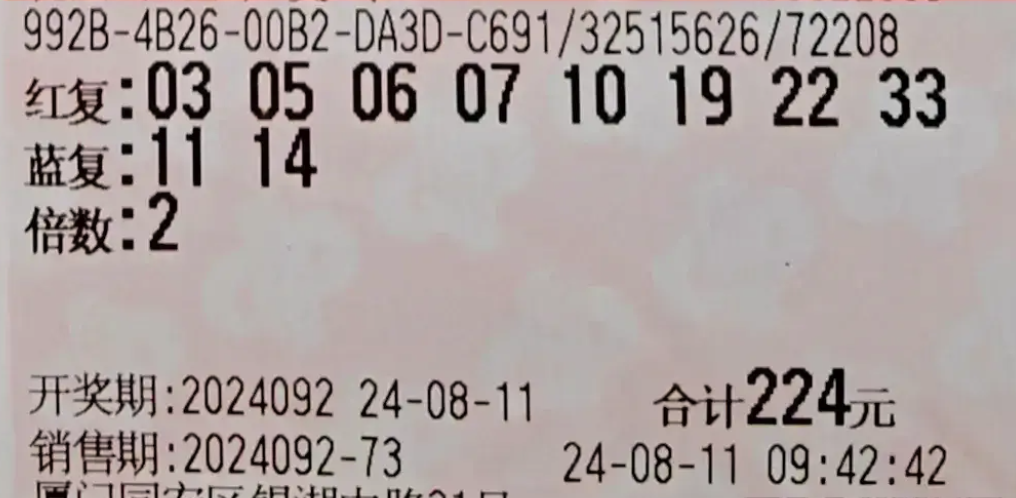 992B-4B26-00B2-DA3D-C691/32515626/72208
红复:03 05 06 07 10 19 22 33
蓝复:11 14
倍数:2
开奖期:2024092 24-08-11 合计224元
销售期:2024092-73 24-08-11 09:42:42